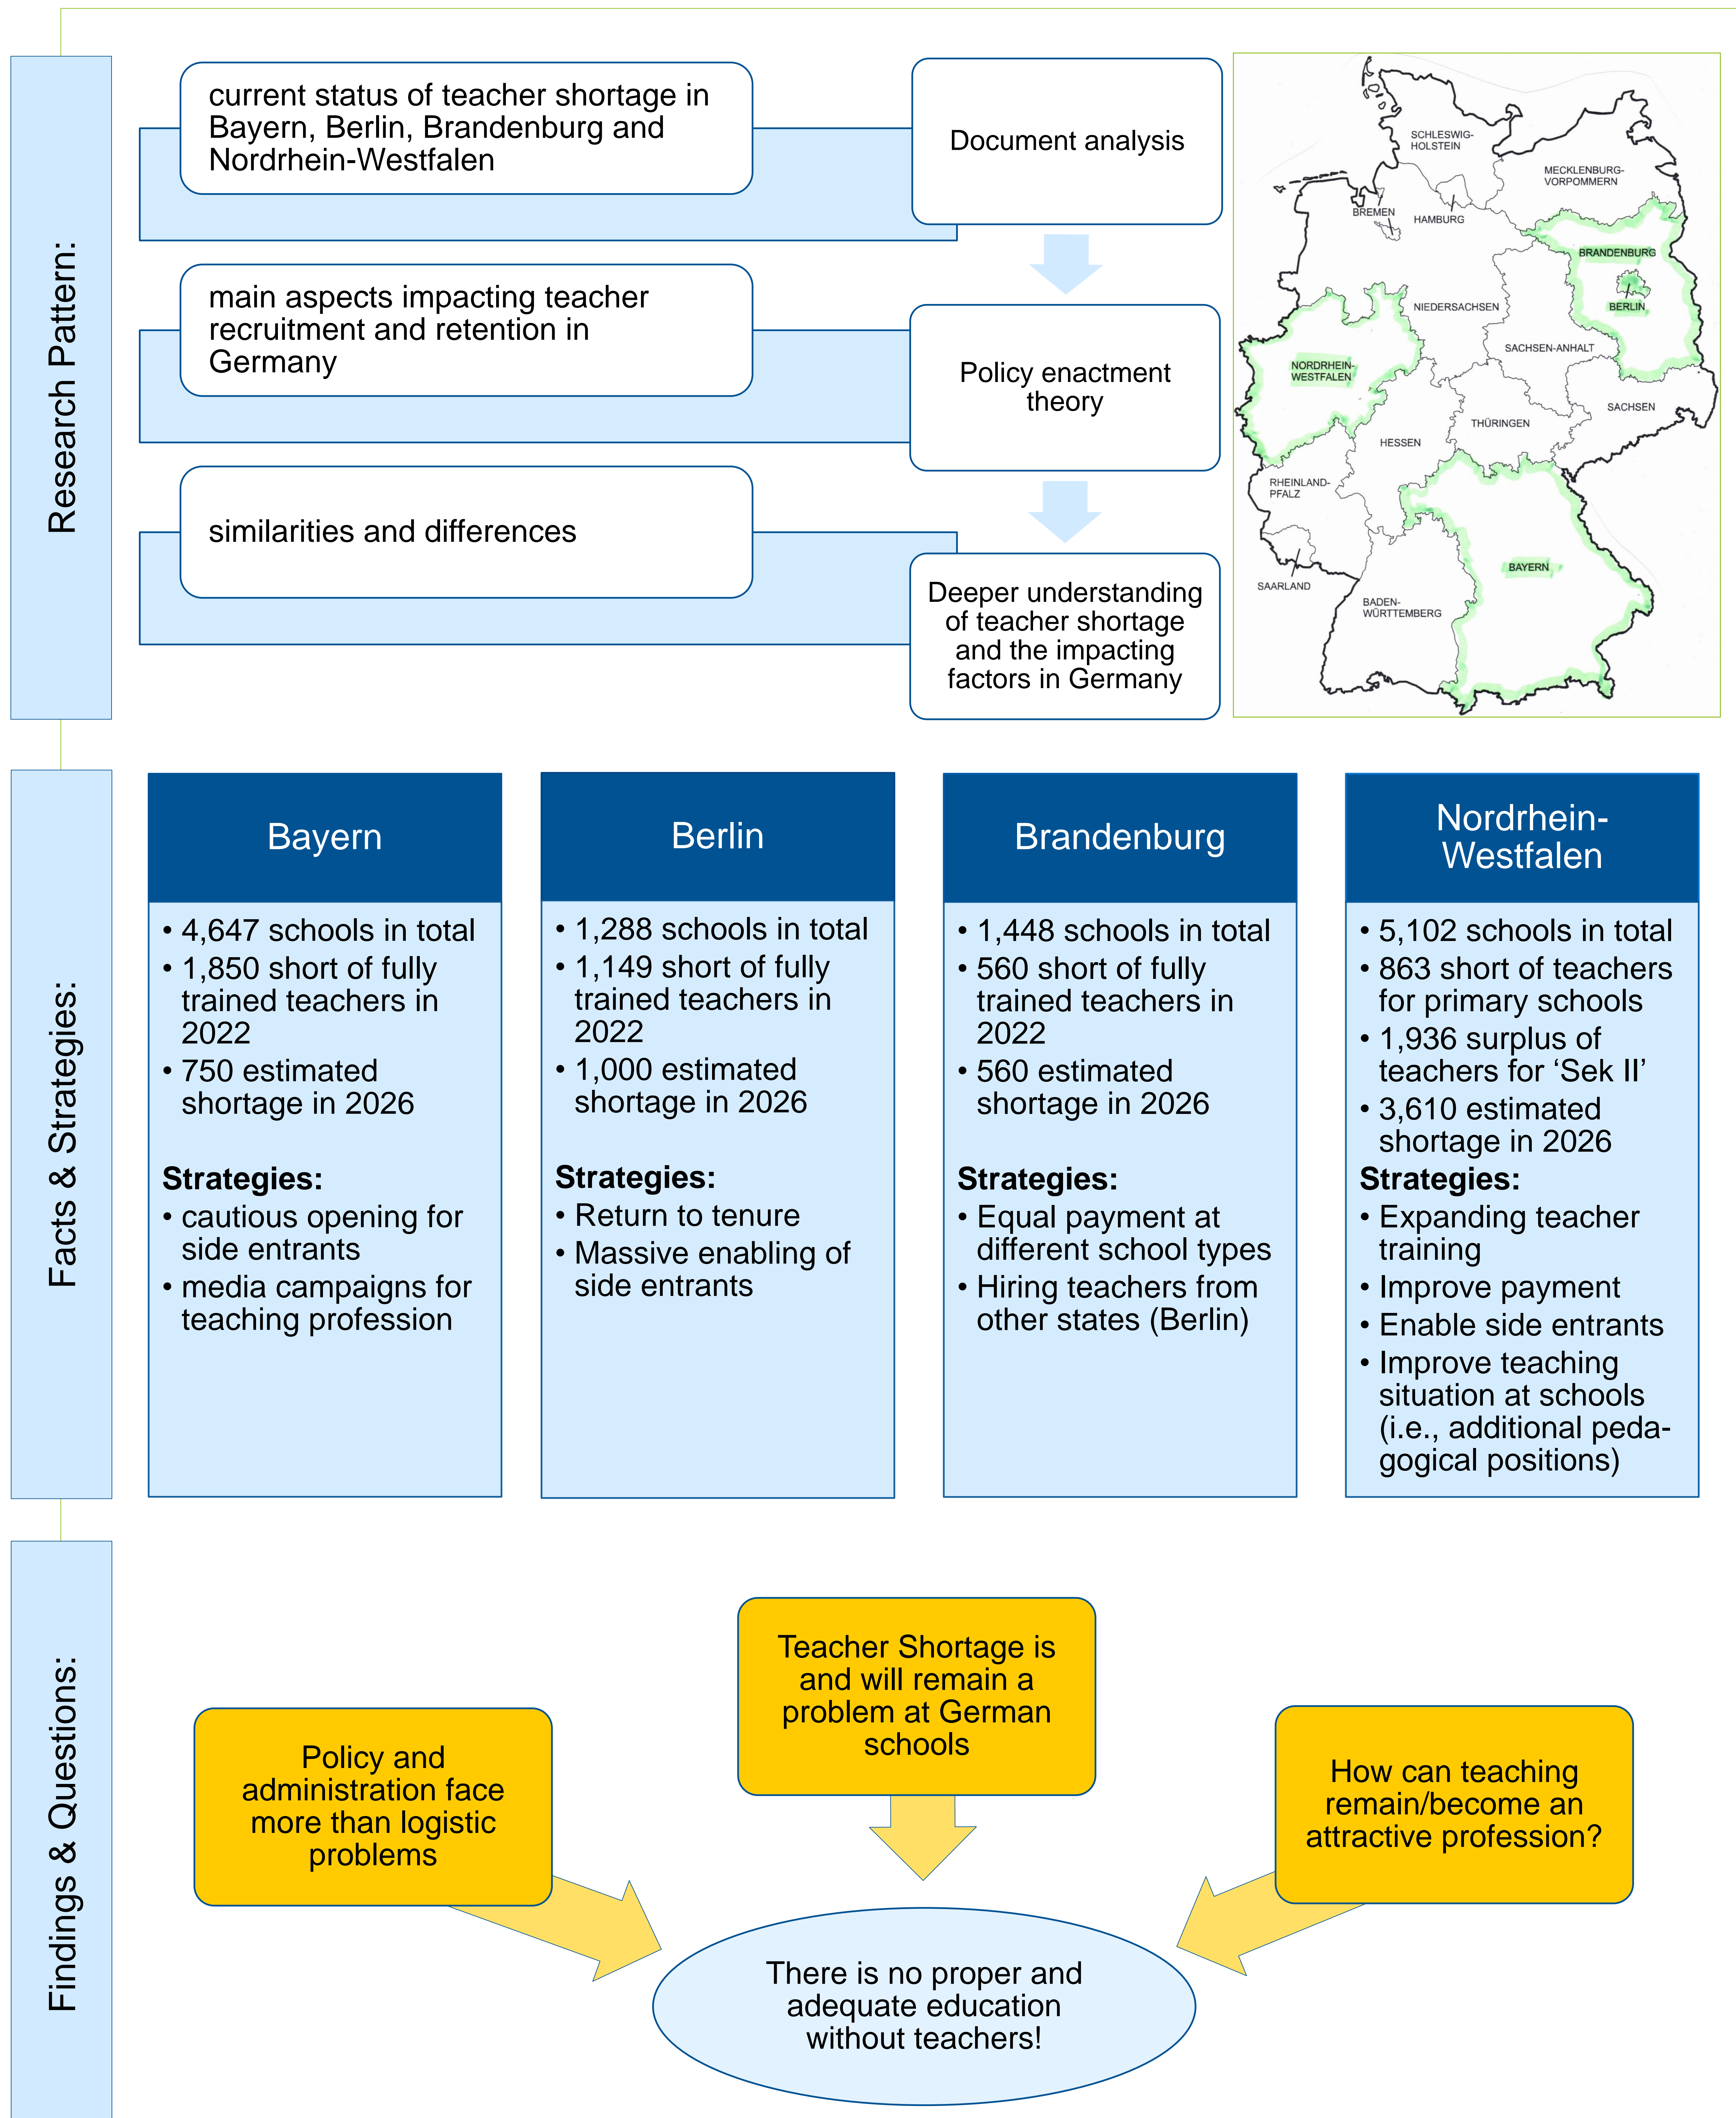 Research Pattern:
current status of teacher shortage in
Bayern, Berlin, Brandenburg and
Nordrhein-Westfalen
Document analysis
main aspects impacting teacher
recruitment and retention in
Germany
Policy enactment
theory
similarities and differences
Deeper understanding
of teacher shortage
and the impacting
factors in Germany
SCHLESWIG-
HOLSTEIN
MECKLENBURG-
VORPOMMERN
BREMEN
HAMBURG
BRANDENBURG
BERLIN
NIEDERSACHSEN
SACHSEN-ANHALT
NORDRHEIN-
WESTFALEN
SACHSEN
THÜRINGEN
HESSEN
RHEINLAND-
PFALZ
BAYERN
SAARLAND
BADEN-
WÜRTTEMBERG
Facts & Strategies:
Bayern
• 4,647 schools in total
• 1,850 short of fully
trained teachers in
2022
• 750 estimated
shortage in 2026
Strategies:
• cautious opening for
side entrants
• media campaigns for
teaching profession
Berlin
• 1,288 schools in total
• 1,149 short of fully
trained teachers in
2022
• 1,000 estimated
shortage in 2026
Strategies:
• Return to tenure
• Massive enabling of
side entrants
Brandenburg
• 1,448 schools in total
• 560 short of fully
trained teachers in
2022
• 560 estimated
shortage in 2026
Strategies:
• Equal payment at
different school types
• Hiring teachers from
other states (Berlin)
Nordrhein-
Westfalen
• 5,102 schools in total
• 863 short of teachers
for primary schools
• 1,936 surplus of
teachers for ‘Sek II’
• 3,610 estimated
shortage in 2026
Strategies:
• Expanding teacher
training
• Improve payment
• Enable side entrants
• Improve teaching
situation at schools
(i.e., additional peda-
gogical positions)
Findings & Questions:
Teacher Shortage is
and will remain a
problem at German
schools
Policy and
administration face
more than logistic
problems
How can teaching
remain/become an
attractive profession?
There is no proper and
adequate education
without teachers!